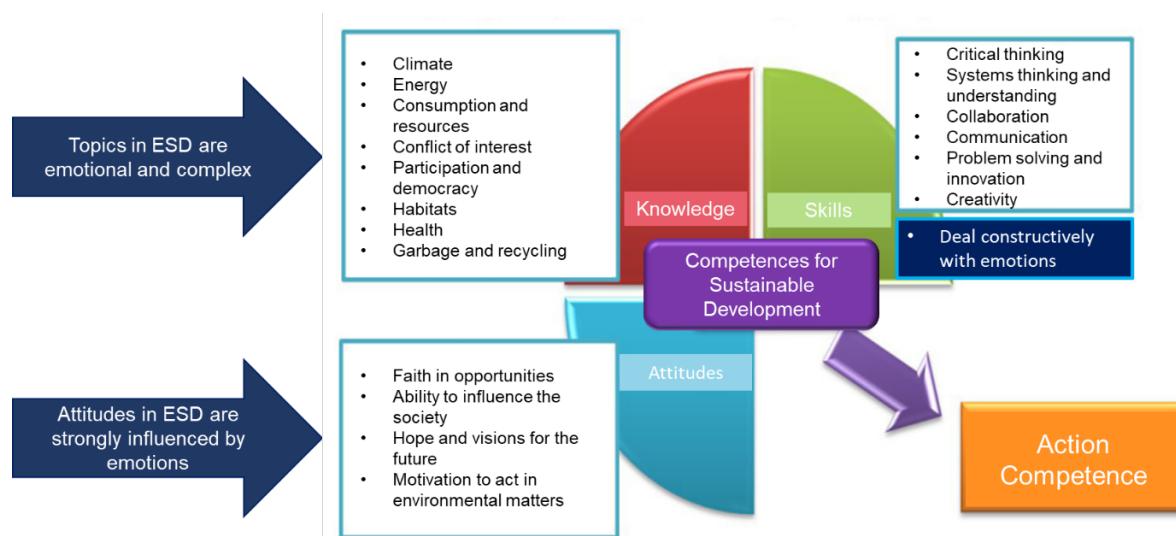 Topics in ESD are
emotional and complex
• Climate
• Energy
• Consumption and
resources
• Conflict of interest
• Participation and
democracy
• Habitats
• Health
• Garbage and recycling
Knowledge
Skills
• Critical thinking
• Systems thinking and
understanding
• Collaboration
• Communication
• Problem solving and
innovation
• Creativity
• Deal constructively
with emotions
Competences for
Sustainable
Development
Attitudes in ESD are
strongly influenced by
emotions
• Faith in opportunities
• Ability to influence the
society
• Hope and visions for the
future
• Motivation to act in
environmental matters
Attitudes
Action
Competence